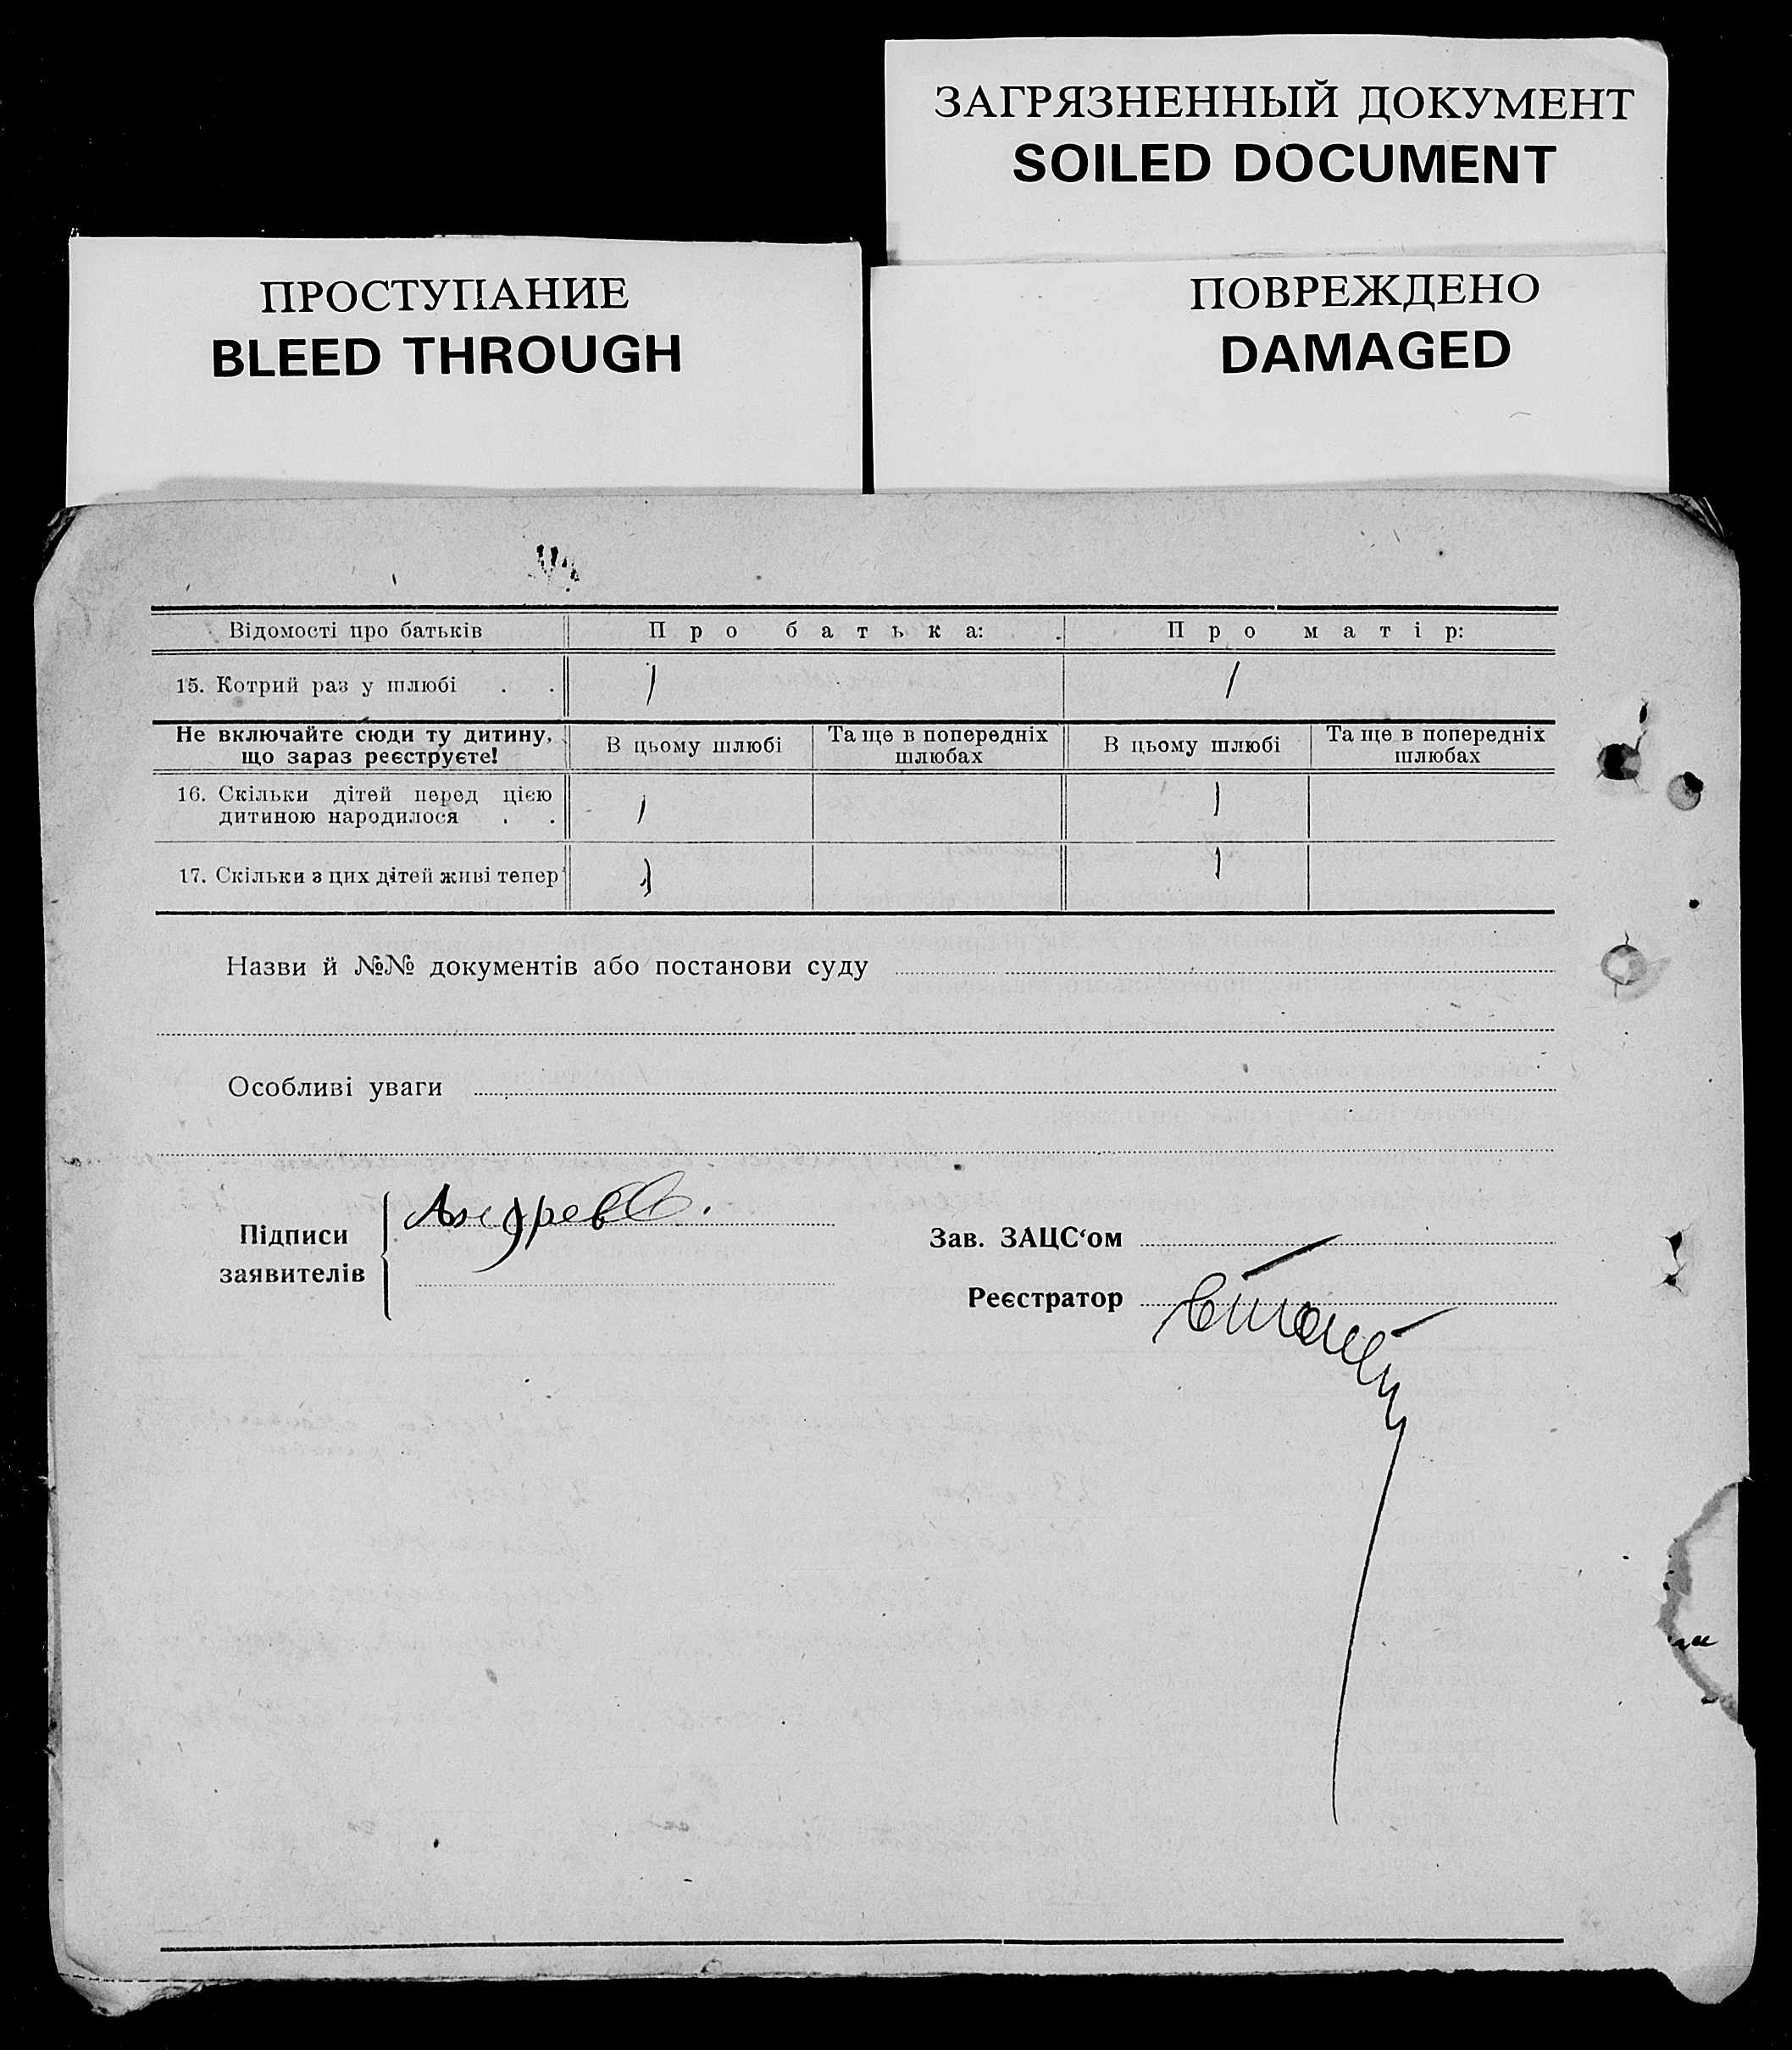 ЗАГРЯЗНЕННЫЙ ДОКУМЕНТ
SOILED DOCUMENT
ПРОСТУПАНИЕ
BLEED THROUGH
ПОВРЕЖДЕНО
DAMAGED
Відомості про батьків Про батька: Про матір:
15. Котрий раз у шлюбі . . 1 1
Не включайте сюди ту дитину, що зараз реєструєте! В цьому шлюбі Та ще в попередніх шлюбах В цьому шлюбі Та ще в попередніх шлюбах
16. Скільки дітей перед цією
дитиною народилося . . 1 1
17. Скільки з цих дітей живі тепер 1 1
Назви й №№ документів або постанови суду
Особливі уваги
Підписи
заявителів
Зав. ЗАЦС‘ом
Реєстратор